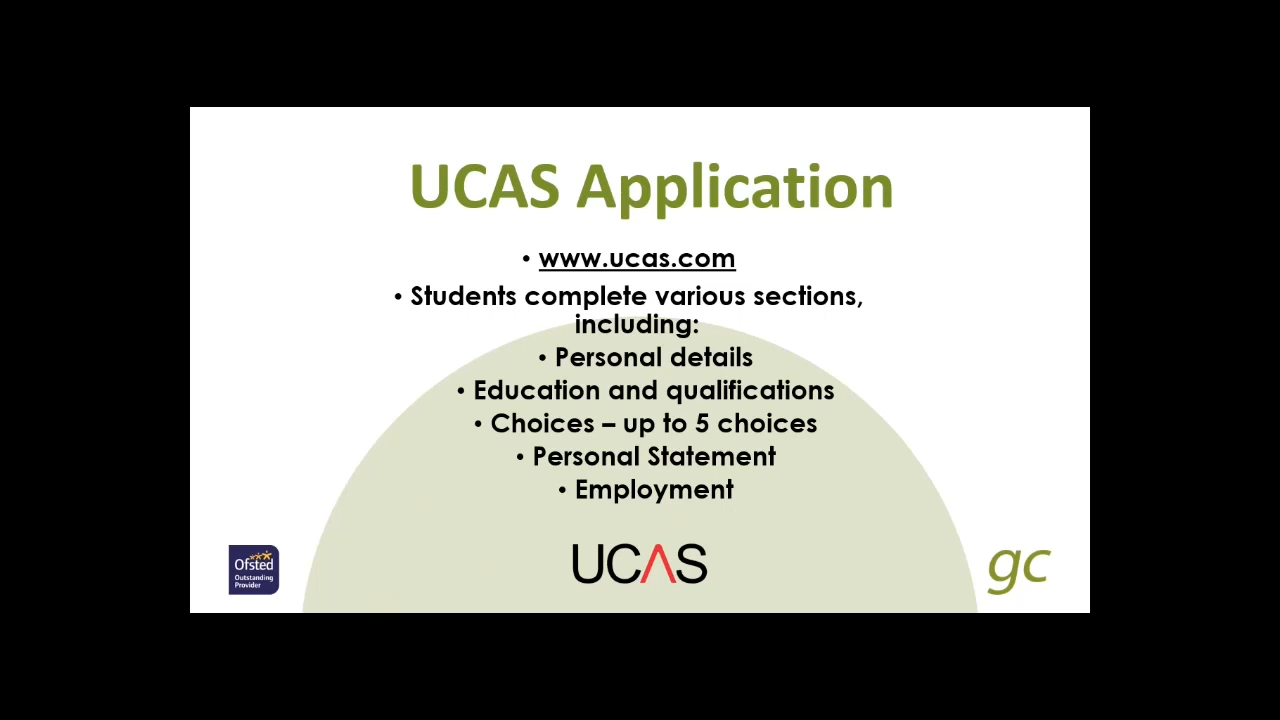 UCAS Application
• www.ucas.com
• Students complete various sections,
including:
• Personal details
• Education and qualifications
• Choices – up to 5 choices
• Personal Statement
• Employment
Ofsted
Outstanding
Provider
UCAS
gc